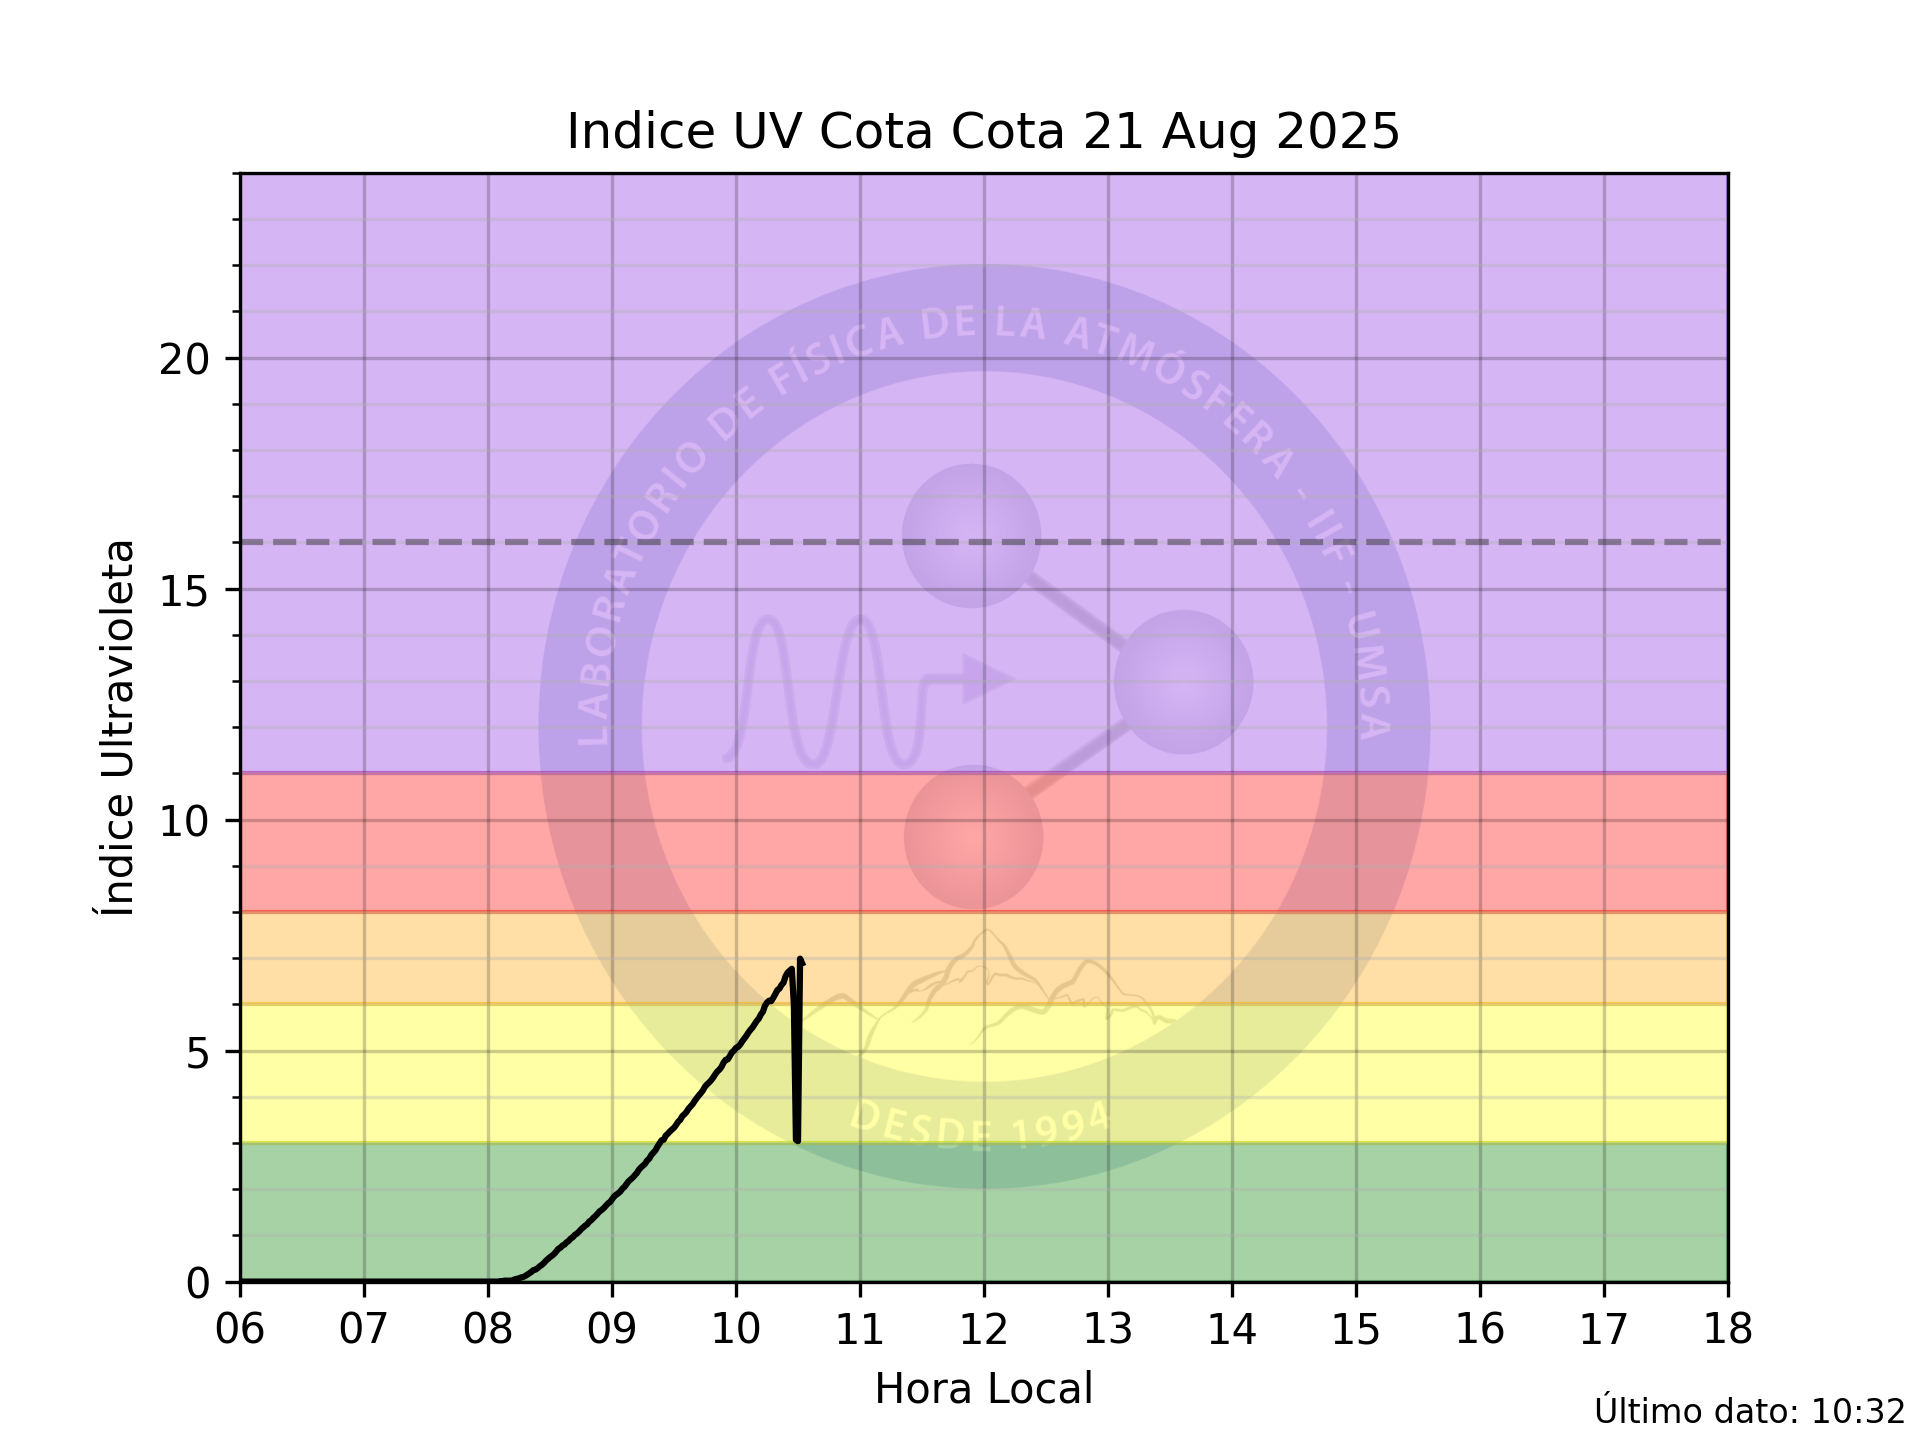 Indice UV Cota Cota 21 Aug 2025
LABORATORIO DE FÍSICA DE LA ATMÓSFERA - IIF - UMSA
DESDE 1994
Índice Ultravioleta
20
15
10
5
0
06 07 08 09 10 11 12 13 14 15 16 17 18
Hora Local
Último dato: 10:32